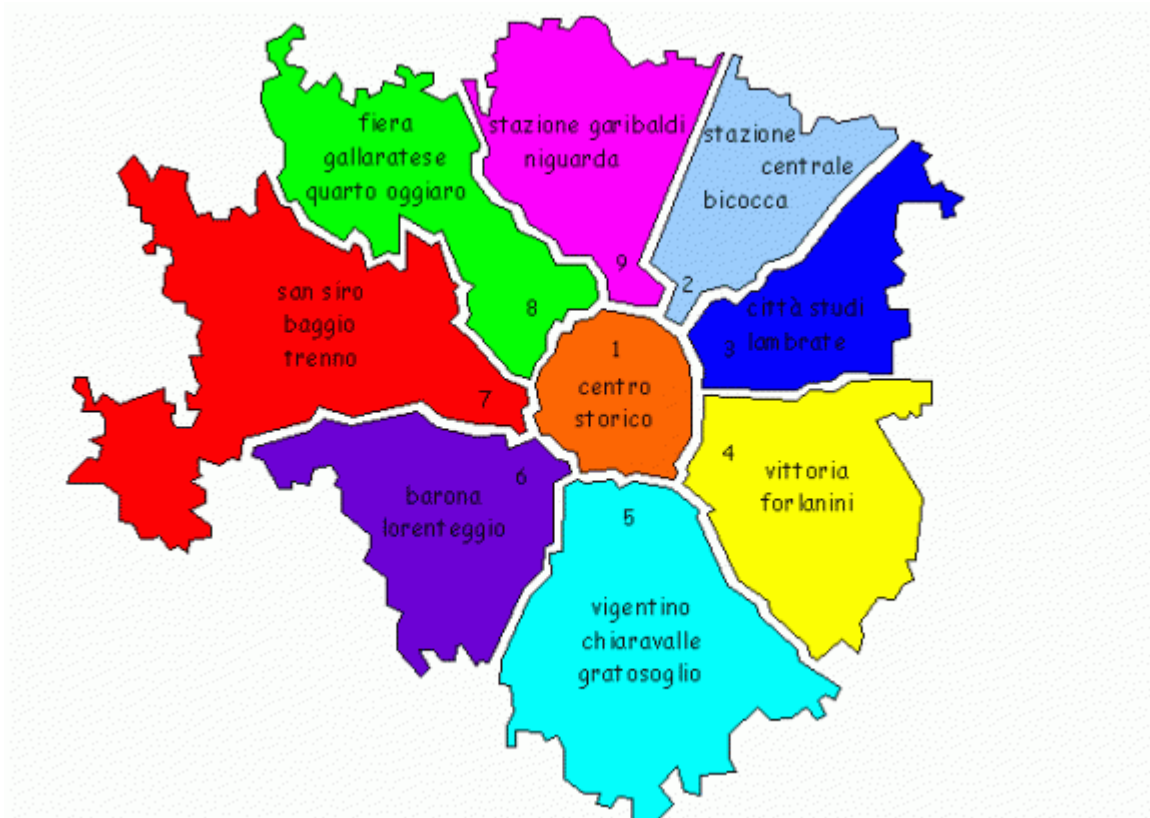 fiera
gallaratese
quarto oggiaro
8
stazione garibaldi
niguarda
9
stazione
centrale
bicocca
2
san siro
baggio
trenno
7
1
centro
storico
città studi
3 lambrate
4
vittoria
forlanini
6
barona
lorenteggio
5
vigentino
chiaravalle
gratosoglio